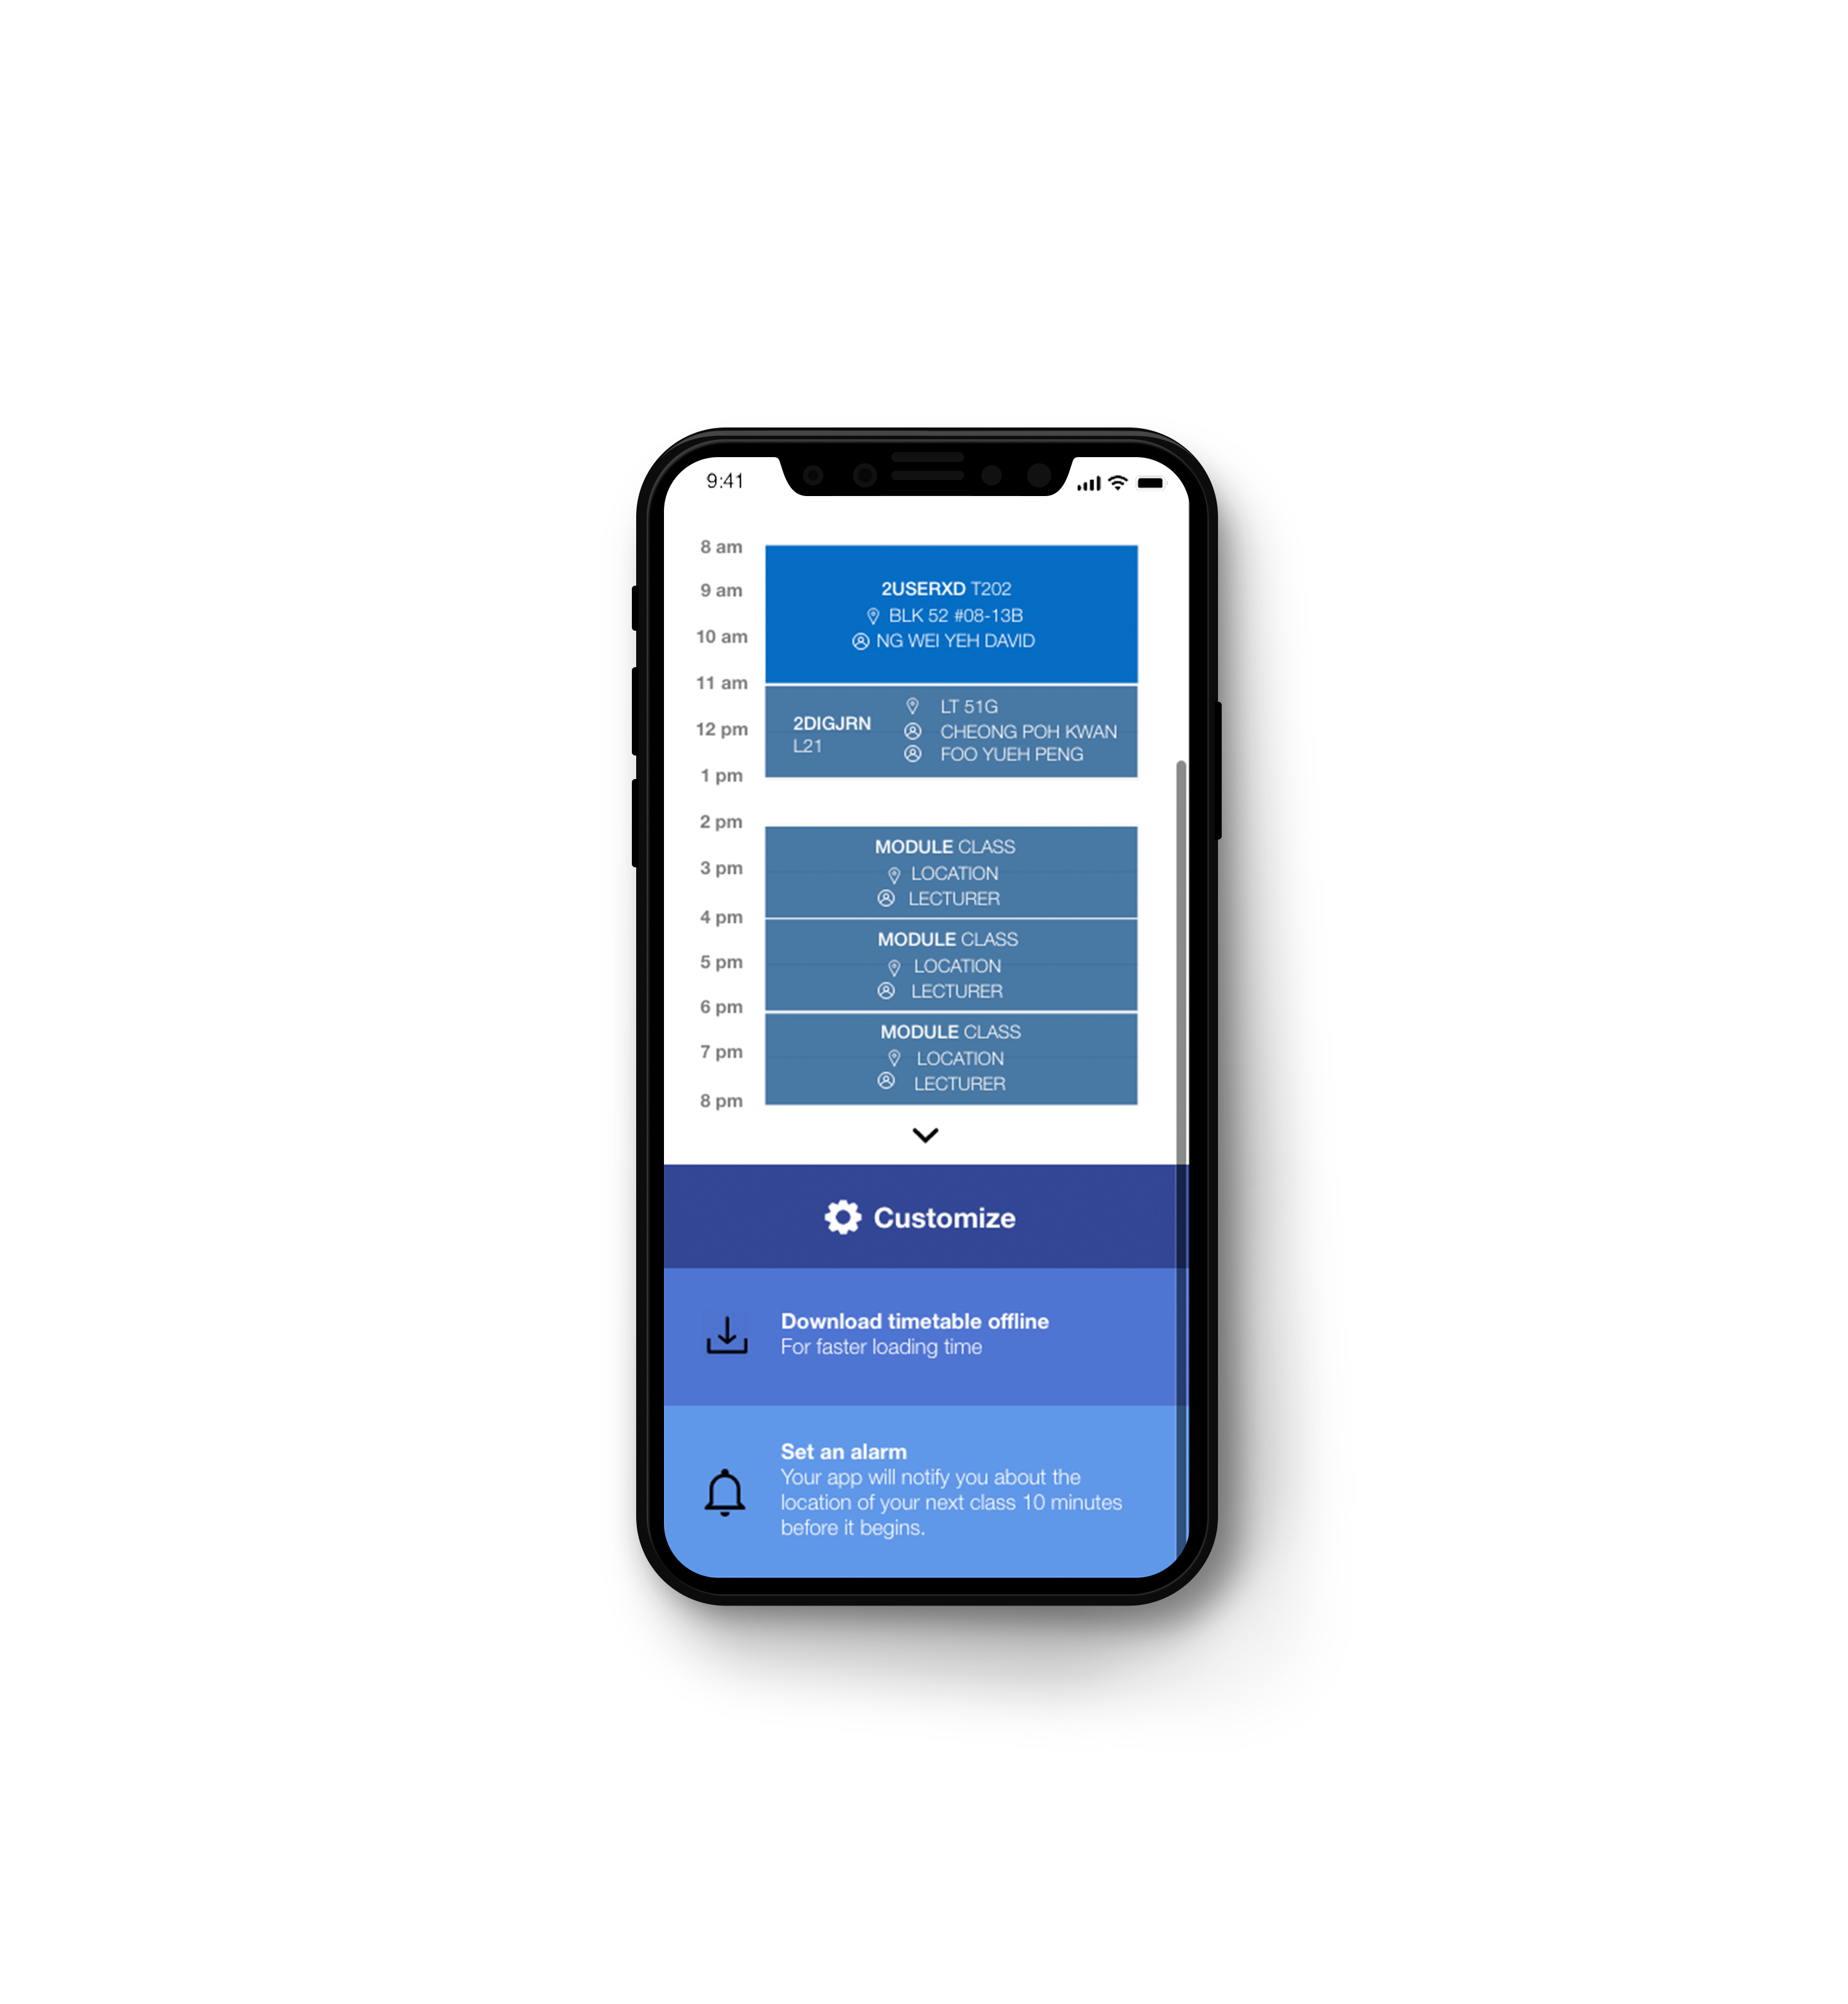 9:41
8 am
9 am
10 am
11 am
12 pm
1 pm
2 pm
3 pm
4 pm
5 pm
6 pm
7 pm
8 pm
2USERXD T202
BLK 52 #08-13B
NG WEI YEH DAVID
2DIGJRN
L21
LT 51G
CHEONG POH KWAN
FOO YUEH PENG
MODULE CLASS
LOCATION
LECTURER
MODULE CLASS
LOCATION
LECTURER
MODULE CLASS
LOCATION
LECTURER
Customize
Download timetable offline
For faster loading time
Set an alarm
Your app will notify you about the
location of your next class 10 minutes
before it begins.